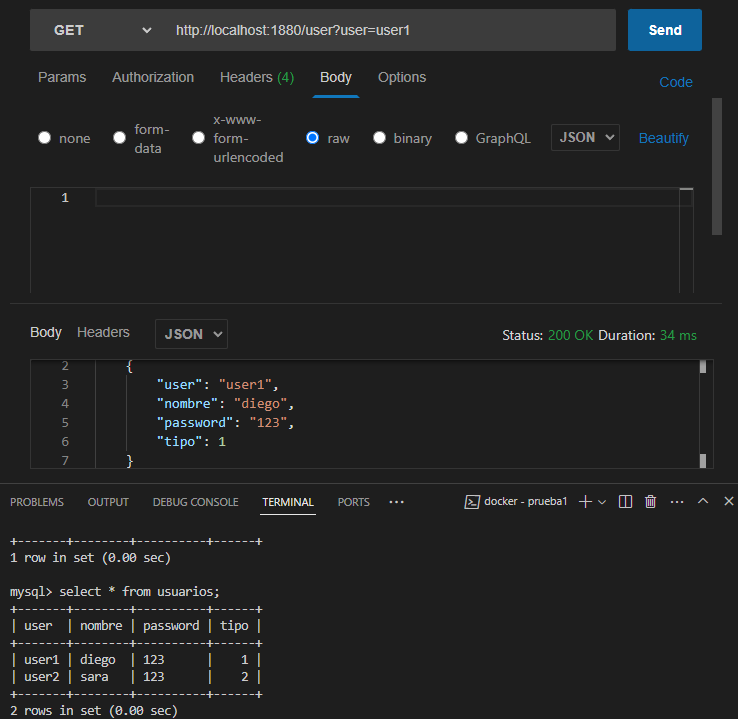 GET http://localhost:1880/user?user=user1 Send
Params Authorization Headers (4) Body Options Code
none form-data x-www-form-urlencoded raw binary GraphQL JSON Beautify
1
Body Headers JSON Status: 200 OK Duration: 34 ms
2 {
3 "user": "user1",
4 "nombre": "diego",
5 "password": "123",
6 "tipo": 1
7 }
PROBLEMS OUTPUT DEBUG CONSOLE TERMINAL PORTS ··· docker - prueba1
+-------+--------+----------+------+
1 row in set (0.00 sec)
mysql> select * from usuarios;
+-------+--------+----------+------+
| user  | nombre | password | tipo |
+-------+--------+----------+------+
| user1 | diego  | 123      |    1 |
| user2 | sara   | 123      |    2 |
+-------+--------+----------+------+
2 rows in set (0.00 sec)